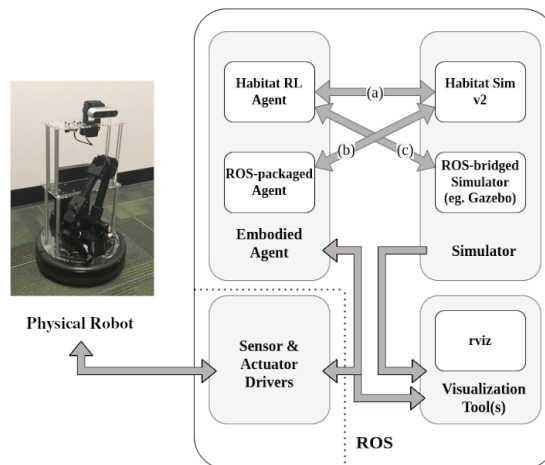 Habitat RL
Agent
(a)
Habitat Sim
v2
(b)
(c)
ROS-packaged
Agent
ROS-bridged
Simulator
(eg. Gazebo)
Embodied
Agent
Simulator
Physical Robot
Sensor &
Actuator
Drivers
rviz
Visualization
Tool(s)
ROS